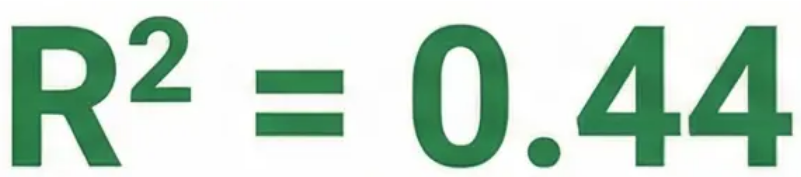 R² = 0.44